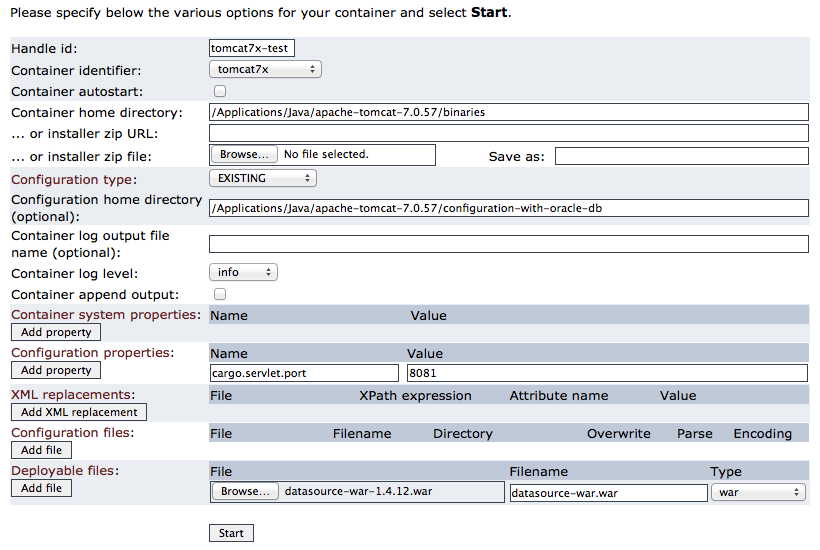 Please specify below the various options for your container and select Start.
Handle id: tomcat7x-test
Container identifier: tomcat7x
Container autostart:
Container home directory: /Applications/Java/apache-tomcat-7.0.57/binaries
... or installer zip URL:
... or installer zip file: Browse... No file selected. Save as:
Configuration type: EXISTING
Configuration home directory
(optional): /Applications/Java/apache-tomcat-7.0.57/configuration-with-oracle-db
Container log output file
name (optional):
Container log level: info
Container append output:
Container system properties: Name Value
Add property
Configuration properties: Name Value
Add property cargo.servlet.port 8081
XML replacements: File XPath expression Attribute name Value
Add XML replacement
Configuration files: File Filename Directory Overwrite Parse Encoding
Add file
Deployable files: File Filename Type
Add file Browse... datasource-war-1.4.12.war datasource-war.war war
Start